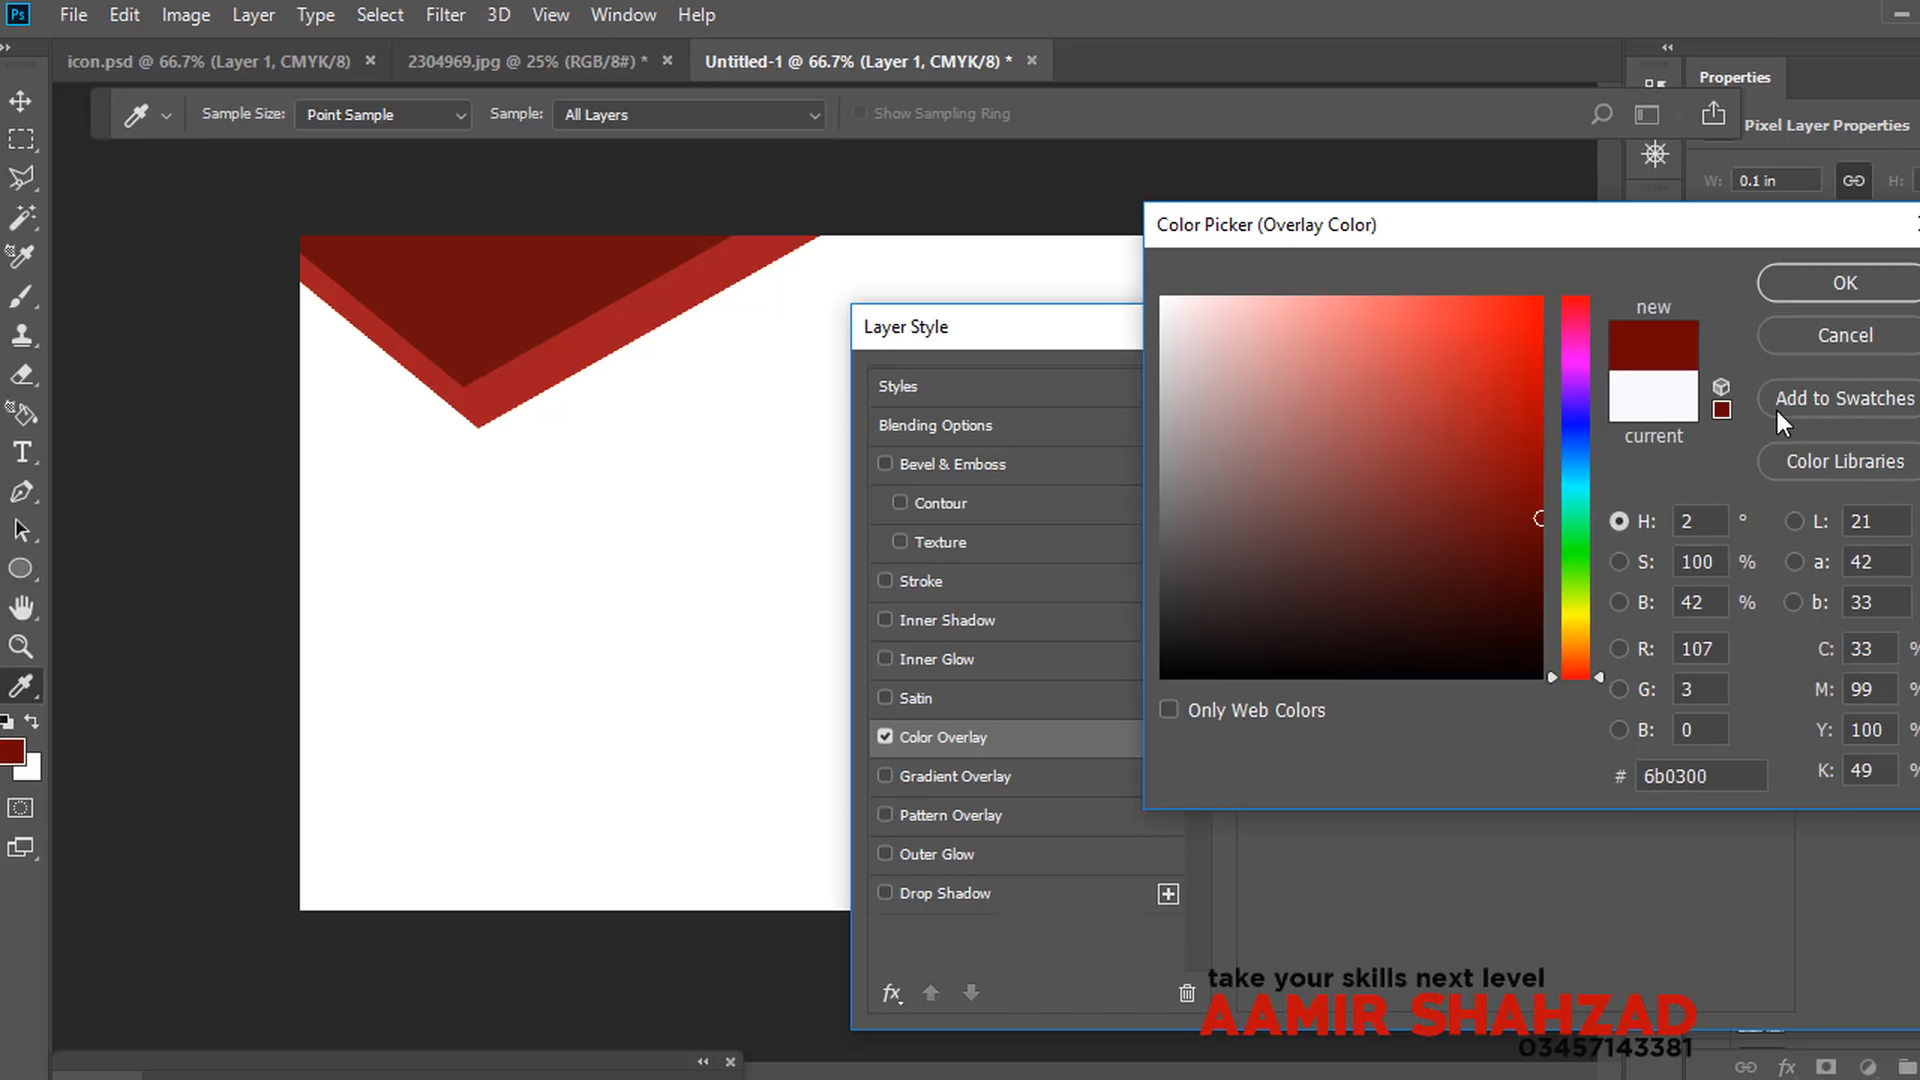 Ps File Edit Image Layer Type Select Filter 3D View Window Help
icon.psd @ 66.7% (Layer 1, CMYK/8) × 2304969.jpg @ 25% (RGB/8#) * × Untitled-1 @ 66.7% (Layer 1, CMYK/8) * ×
Properties
Sample Size: Point Sample Sample: All Layers Show Sampling Ring
Pixel Layer Properties
W: 0.1 in H:
Color Picker (Overlay Color)
OK
new
Cancel
Add to Swatches
current
Color Libraries
H: 2 ° L: 21
S: 100 % a: 42
B: 42 % b: 33
R: 107 C: 33 %
G: 3 M: 99 %
B: 0 Y: 100 %
# 6b0300 K: 49 %
Only Web Colors
Layer Style
Styles
Blending Options
Bevel & Emboss
Contour
Texture
Stroke
Inner Shadow
Inner Glow
Satin
Color Overlay
Gradient Overlay
Pattern Overlay
Outer Glow
Drop Shadow
fx
take your skills next level
AAMIR SHAHZAD
03457143381
fx